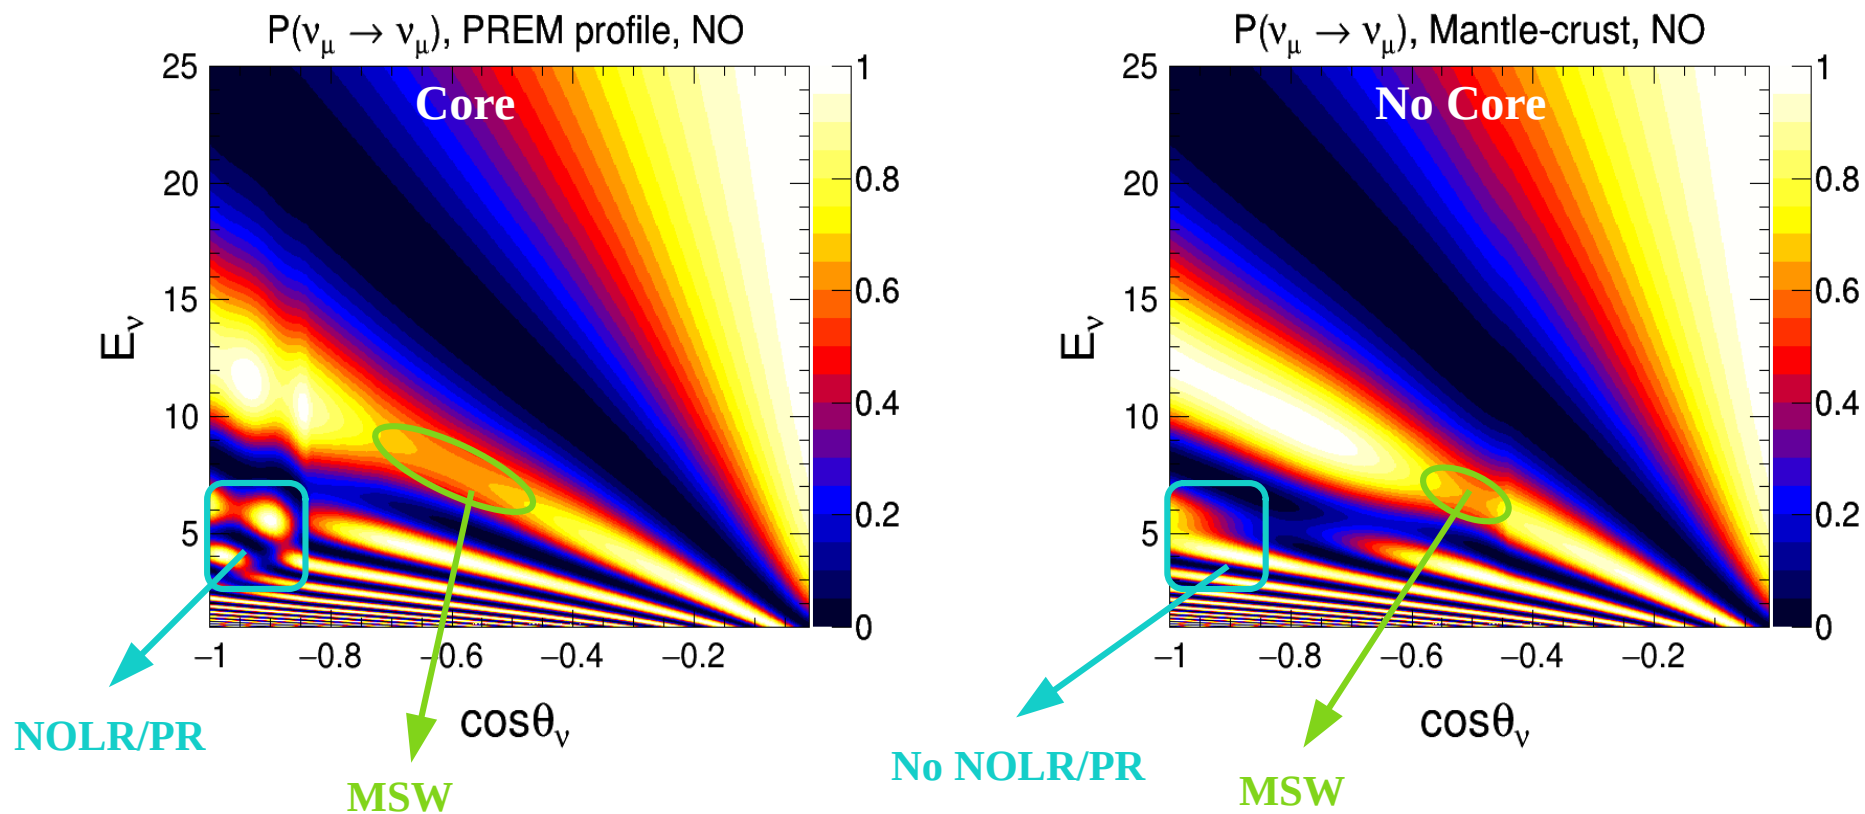 P(νμ → νμ), PREM profile, NO
Core
25
20
15
10
5
Eν
1
0.8
0.6
0.4
0.2
0
−1
−0.8
−0.6
−0.4
−0.2
cosθν
NOLR/PR
MSW
P(νμ → νμ), Mantle-crust, NO
No Core
25
20
15
10
5
Eν
1
0.8
0.6
0.4
0.2
0
−1
−0.8
−0.6
−0.4
−0.2
cosθν
No NOLR/PR
MSW